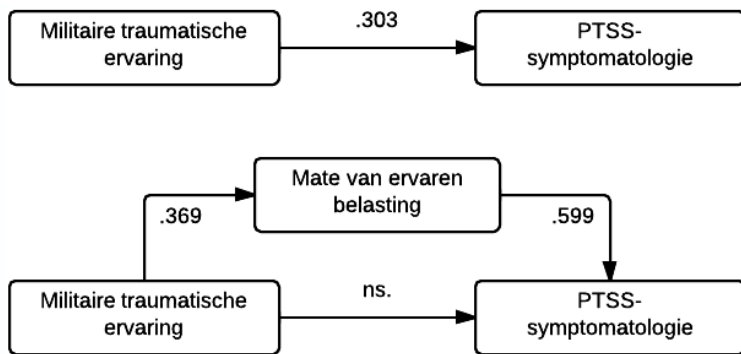 Militaire traumatische
ervaring
.303
PTSS-
symptomatologie
Mate van ervaren
belasting
.369
.599
Militaire traumatische
ervaring
ns.
PTSS-
symptomatologie